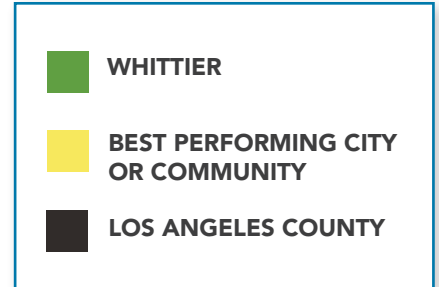 WHITTIER
BEST PERFORMING CITY
OR COMMUNITY
LOS ANGELES COUNTY